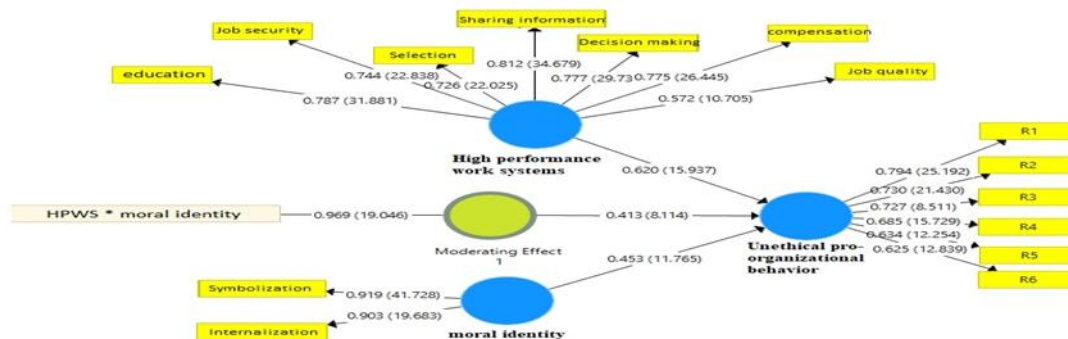 Sharing information
Job security
compensation
Decision making
Selection
education
Job quality
0.744 (22.838)
0.812 (34.679)
0.777 (29.73
0.775 (26.445)
0.726 (22.025)
0.787 (31.881)
0.572 (10.705)
High performance
work systems
0.620 (15.937)
R1
R2
R3
R4
R5
R6
0.794 (25.192)
0.730 (21.430)
0.727 (8.511)
0.685 (15.729)
0.634 (12.254)
0.625 (12.839)
HPWS * moral identity
0.969 (19.046)
0.413 (8.114)
Moderating Effect
1
Unethical pro-
organizational
behavior
0.453 (11.765)
Symbolization
0.919 (41.728)
0.903 (19.683)
Internalization
moral identity